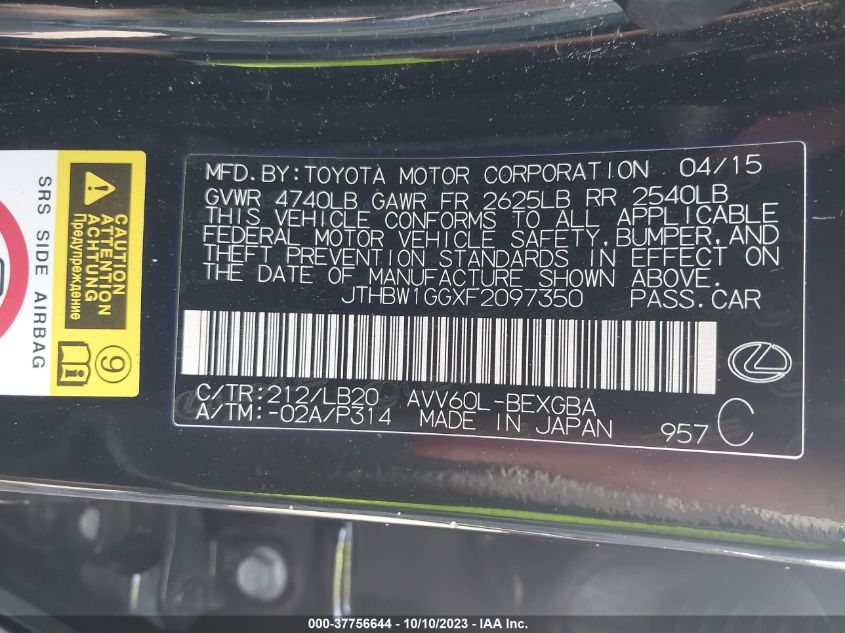 MFD. BY: TOYOTA MOTOR CORPORATION 04/15
GVWR 4740LB GAWR FR 2625LB RR 2540LB
THIS VEHICLE CONFORMS TO ALL APPLICABLE
FEDERAL MOTOR VEHICLE SAFETY, BUMPER, AND
THEFT PREVENTION STANDARDS IN EFFECT ON
THE DATE OF MANUFACTURE SHOWN ABOVE.
JTHBW1GGXF2097350 PASS. CAR
C/TR: 212/LB20 AVV60L-BEXGBA
A/TM: -02A/P314 MADE IN JAPAN 957 C
SRS SIDE AIRBAG
CAUTION
ATTENTION
ACHTUNG
Предупреждение
9
000-37756644 - 10/10/2023 - IAA Inc.